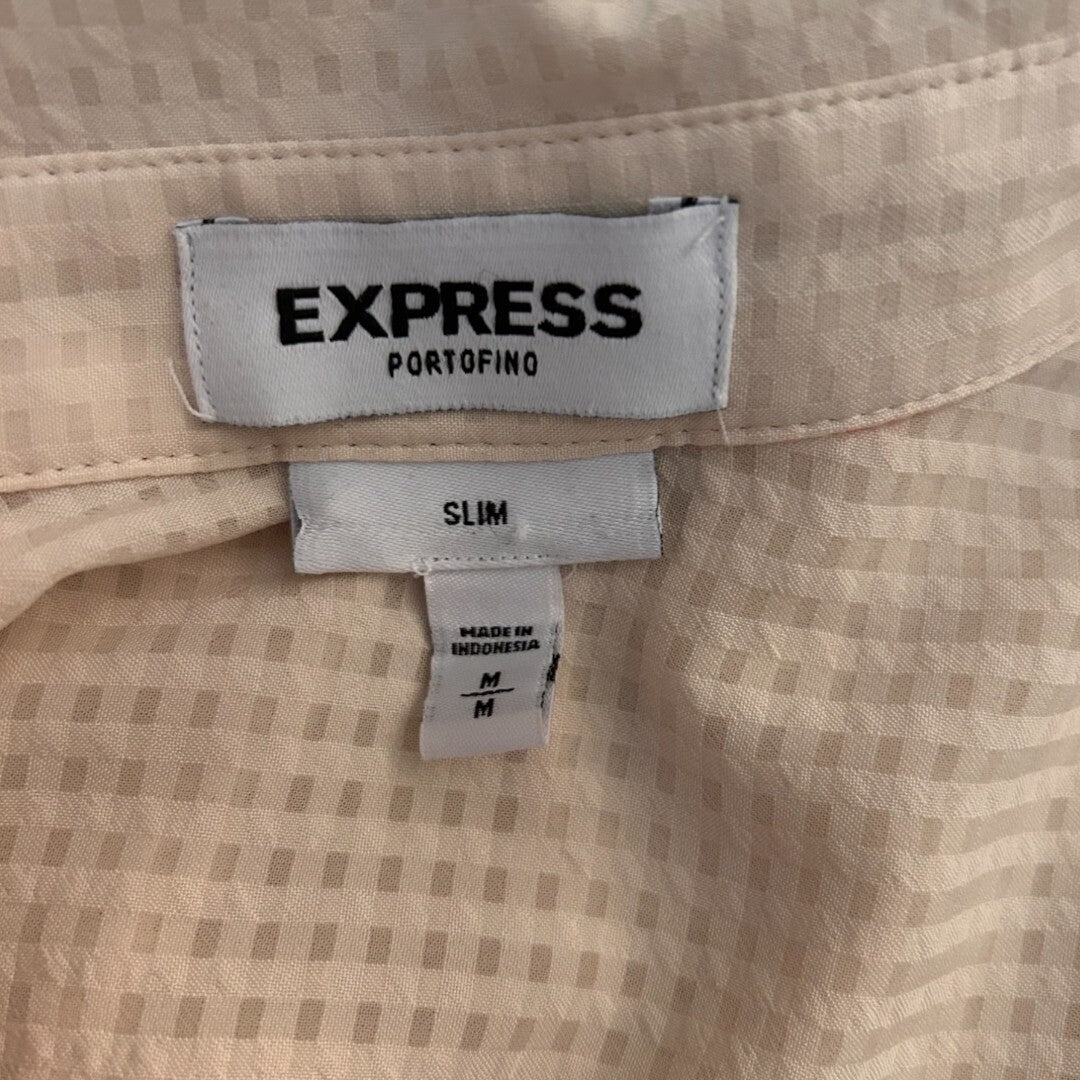 EXPRESS
PORTOFINO
SLIM
MADE IN
INDONESIA
M
M